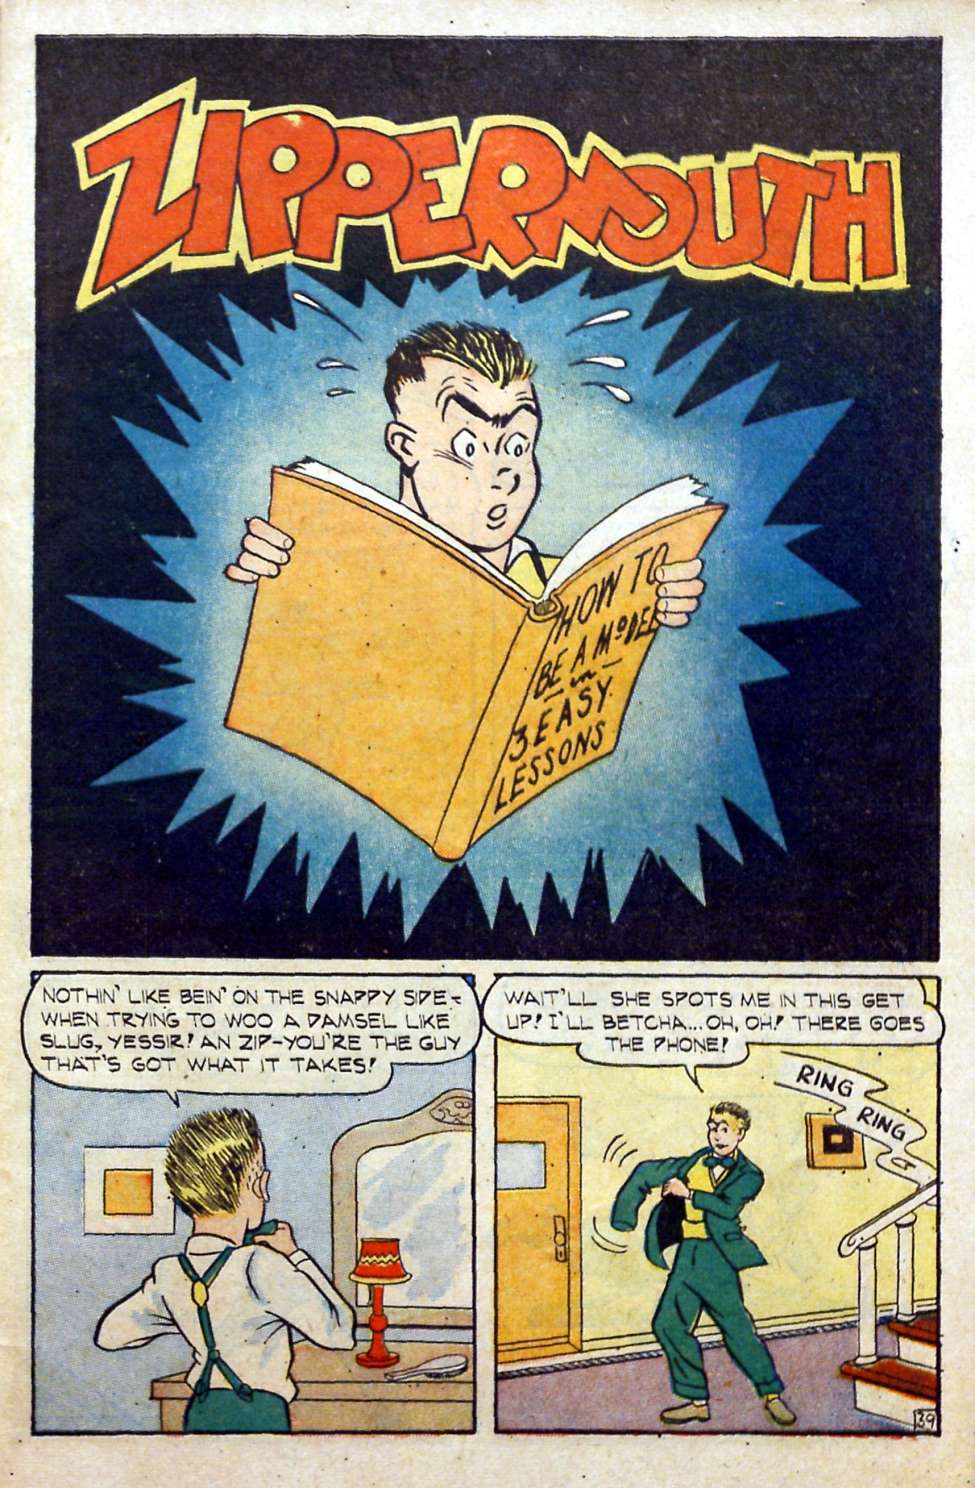 ZIPPERMOUTH
HOW TO
BE A MODEL
in
3 EASY
LESSONS
NOTHIN' LIKE BEIN' ON THE SNAPPY SIDE-
WHEN TRYING TO WOO A DAMSEL LIKE
SLUG, YESSIR! AN ZIP-YOU'RE THE GUY
THAT'S GOT WHAT IT TAKES!
WAIT'LL SHE SPOTS ME IN THIS GET
UP! I'LL BETCHA...OH, OH! THERE GOES
THE PHONE!
RING
RING
39